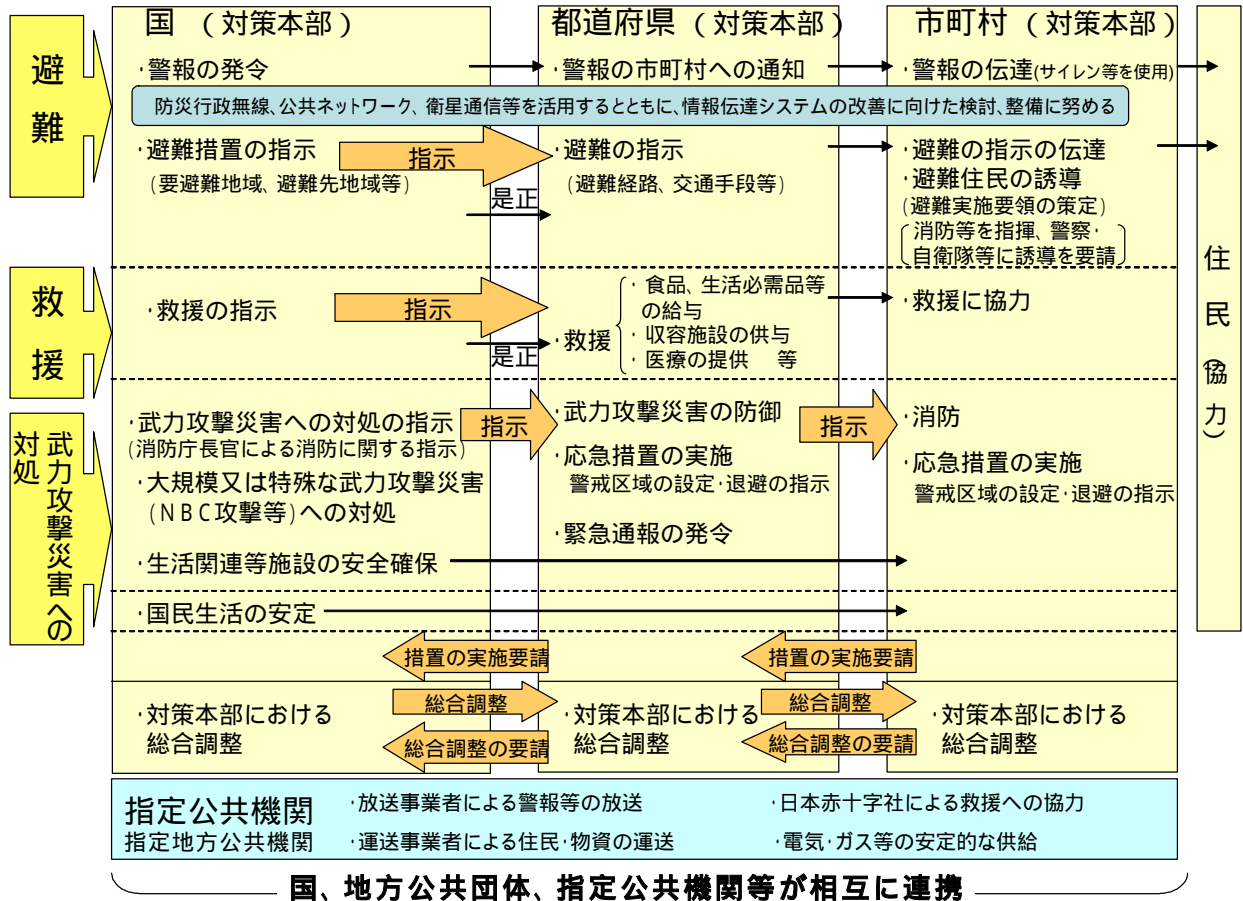 国（対策本部）
都道府県（対策本部）
市町村（対策本部）
避難
・警報の発令
・警報の市町村への通知
・警報の伝達(サイレン等を使用)
防災行政無線、公共ネットワーク、衛星通信等を活用するとともに、情報伝達システムの改善に向けた検討、整備に努める
・避難措置の指示
(要避難地域、避難先地域等)
指示
是正
・避難の指示
(避難経路、交通手段等)
・避難の指示の伝達
・避難住民の誘導
(避難実施要領の策定)
消防等を指揮、警察・
自衛隊等に誘導を要請
救援
・救援の指示
指示
是正
・救援
・食品、生活必需品等
の給与
・収容施設の供与
・医療の提供　等
・救援に協力
武力攻撃災害への
対処
・武力攻撃災害への対処の指示
(消防庁長官による消防に関する指示)
・大規模又は特殊な武力攻撃災害
(ＮＢＣ攻撃等)への対処
・生活関連等施設の安全確保
指示
・武力攻撃災害の防御
・応急措置の実施
警戒区域の設定・退避の指示
・緊急通報の発令
指示
・消防
・応急措置の実施
警戒区域の設定・退避の指示
・国民生活の安定
措置の実施要請
措置の実施要請
・対策本部における
総合調整
総合調整
総合調整の要請
・対策本部における
総合調整
総合調整
総合調整の要請
・対策本部における
総合調整
住民（協力）
指定公共機関
指定地方公共機関
・放送事業者による警報等の放送
・日本赤十字社による救援への協力
・運送事業者による住民・物資の運送
・電気・ガス等の安定的な供給
国、地方公共団体、指定公共機関等が相互に連携